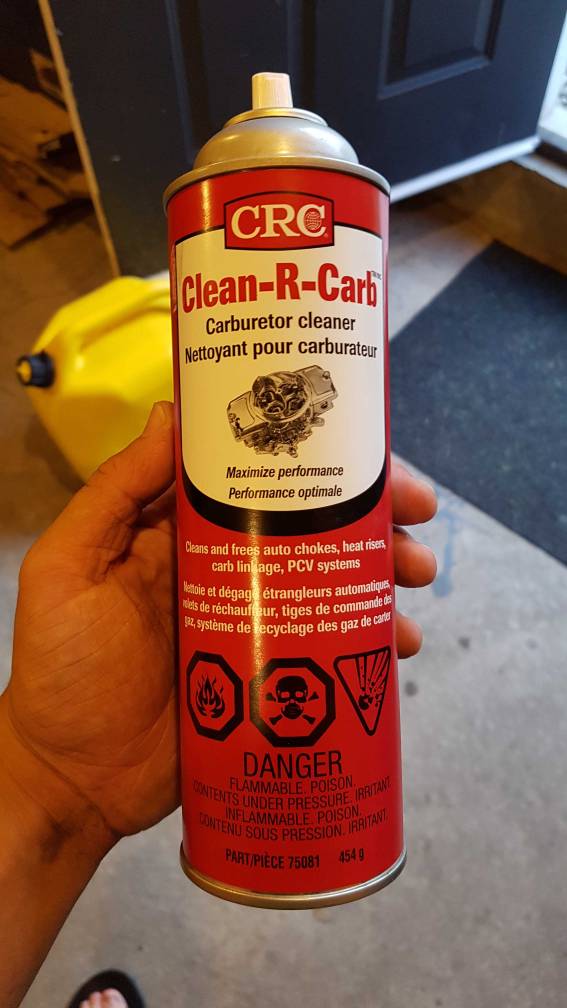 CRC
Clean-R-Carb
Carburetor cleaner
Nettoyant pour carburateur
Maximize performance
Performance optimale
Cleans and frees auto chokes, heat risers,
carb linkage, PCV systems
Nettoie et dégage étrangleurs automatiques,
volets de réchauffeur, tiges de commande des
gaz, système de recyclage des gaz de carter
DANGER
FLAMMABLE. POISON.
CONTENTS UNDER PRESSURE. IRRITANT.
INFLAMMABLE. POISON.
CONTENU SOUS PRESSION. IRRITANT.
PART/PIÈCE 75081 454 g